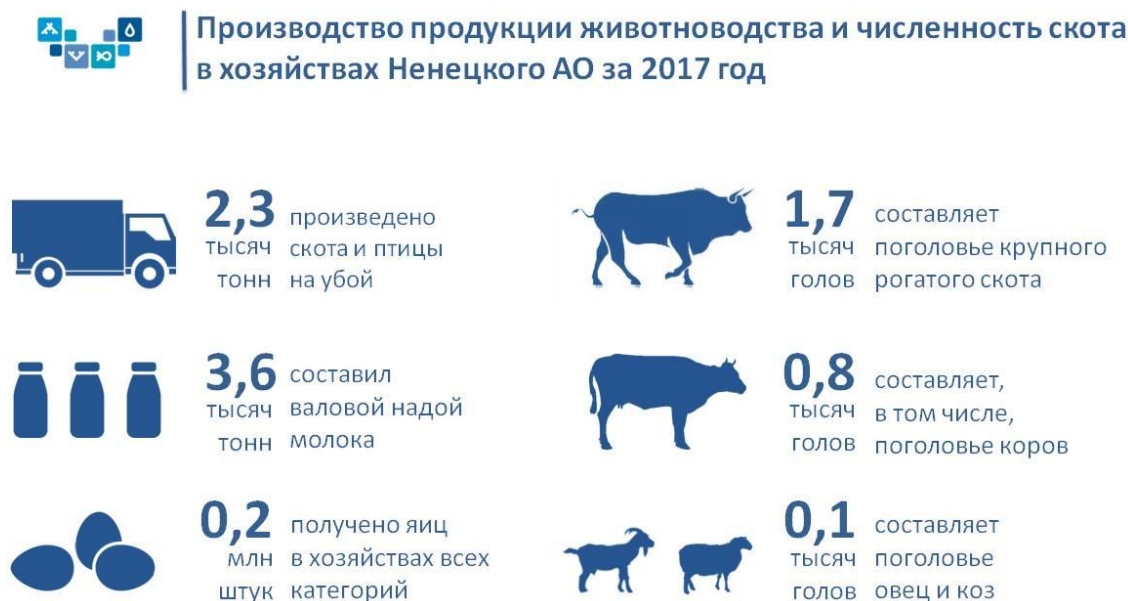 Производство продукции животноводства и численность скота
в хозяйствах Ненецкого АО за 2017 год
2,3
тысяч
тонн
произведено
скота и птицы
на убой
1,7
тысяч
голов
составляет
поголовье крупного
рогатого скота
3,6
тысяч
тонн
составил
валовой надой
молока
0,8
тысяч
голов
составляет,
в том числе,
поголовье коров
0,2
млн
штук
получено яиц
в хозяйствах всех
категорий
0,1
тысяч
голов
составляет
поголовье
овец и коз